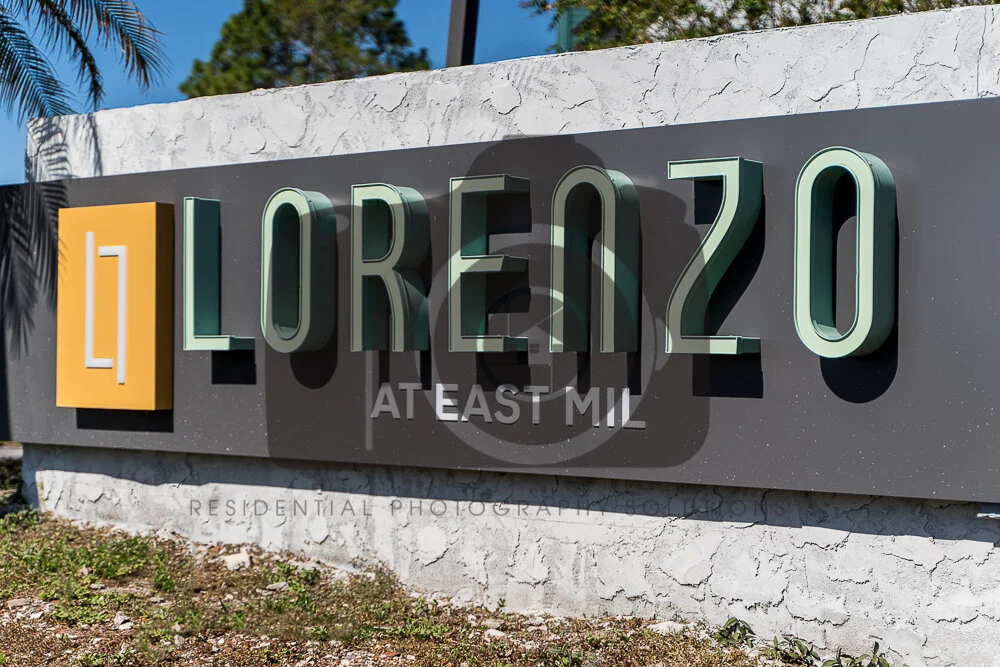 LORENZO
AT EAST MIL
RESIDENTIAL PHOTOGRAPHY SOLUTIONS